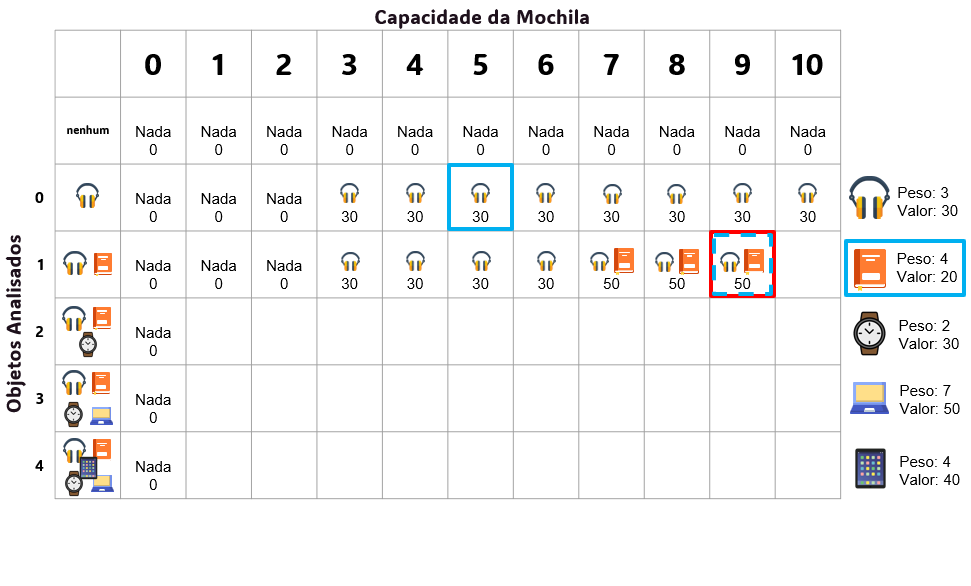 Capacidade da Mochila
0 1 2 3 4 5 6 7 8 9 10
nenhum
Nada Nada Nada Nada Nada Nada Nada Nada Nada Nada Nada
0 0 0 0 0 0 0 0 0 0 0
0
Nada Nada Nada
0 0 0 30 30 30 30 30 30 30 30
Peso: 3
Valor: 30
Objetos Analisados
1
Nada Nada Nada
0 0 0 30 30 30 30 50 50 50
Peso: 4
Valor: 20
2
Nada
0
Peso: 2
Valor: 30
3
Nada
0
Peso: 7
Valor: 50
4
Nada
0
Peso: 4
Valor: 40